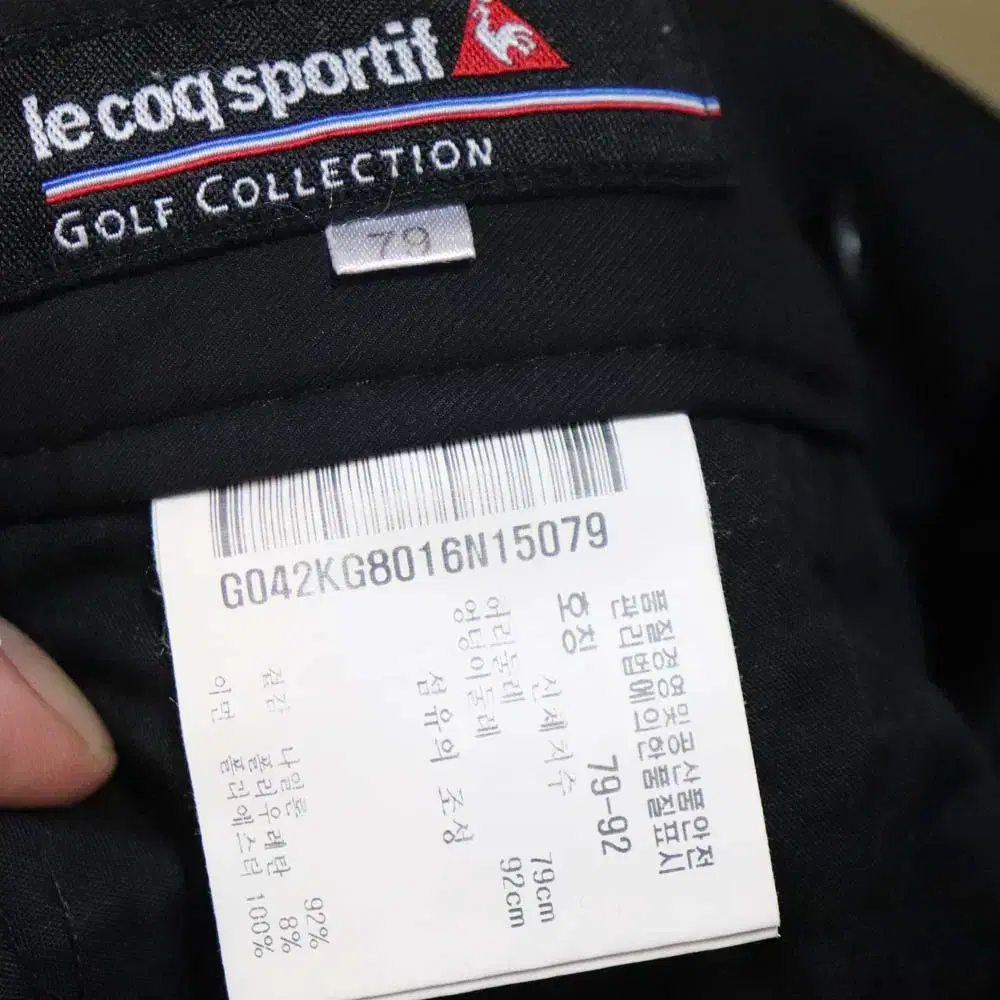 le coq sportif
GOLF COLLECTION
79
G042KG8016N15079
품질경영및공산품안전
관리법에의한품질표시
호칭 79-92
신체치수
허리둘레 79cm
엉덩이둘레 92cm
섬유의 조성
겉감 나일론 92%
폴리우레탄 8%
이면 폴리에스터 100%